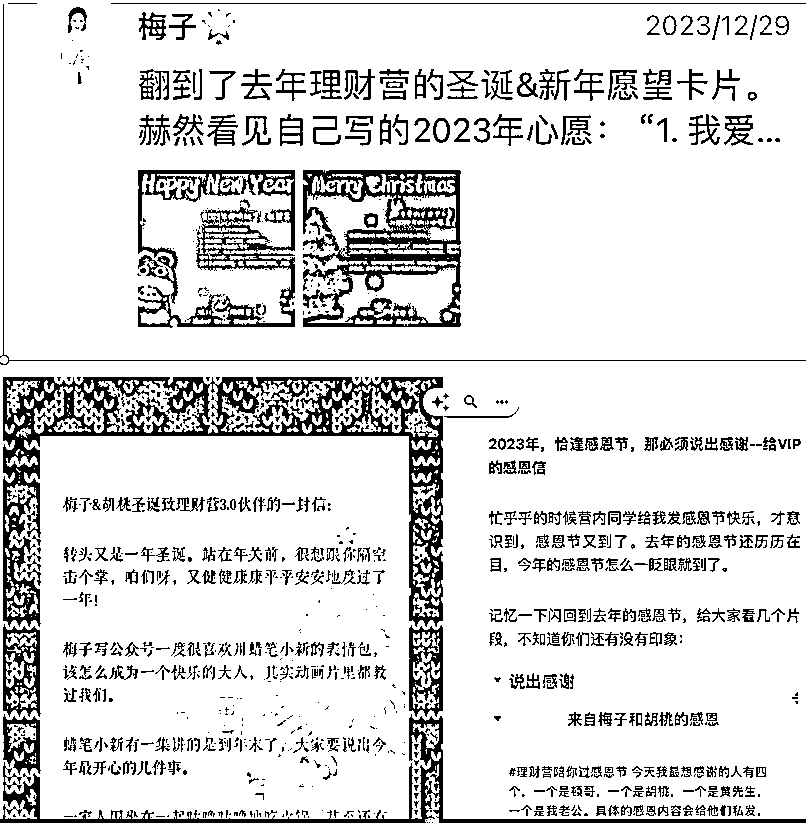 梅子
2023/12/29
翻到了去年理财营的圣诞&新年愿望卡片。
赫然看见自己写的2023年心愿：“1. 我爱...
Happy New Year
Merry Christmas
梅子&胡桃圣诞致理财营3.0伙伴的一封信：
转头又是一年圣诞。站在年关前，很想跟你隔空
击个掌，咱们呀，又健健康康平平安安地度过了
一年！
梅子写公众号一度很喜欢用蜡笔小新的表情包，
该怎么成为一个快乐的大人，其实动画片里都教
过我们。
蜡笔小新有一集讲的是到年末了，大家要说出今
年最开心的几件事。
2023年，恰逢感恩节，那必须说出感谢--给VIP
的感恩信
忙乎乎的时候营内同学给我发感恩节快乐，才意
识到，感恩节又到了。去年的感恩节还历历在
目，今年的感恩节怎么一眨眼就到了。
记忆一下闪回到去年的感恩节，给大家看几个片
段，不知道你们还有没有印象：
说出感谢
来自梅子和胡桃的感恩
#理财营陪你过感恩节 今天我最想感谢的人有四
个，一个是硕哥，一个是胡桃，一个是黄先生，
一个是我老公。具体的感恩内容会给他们私发，